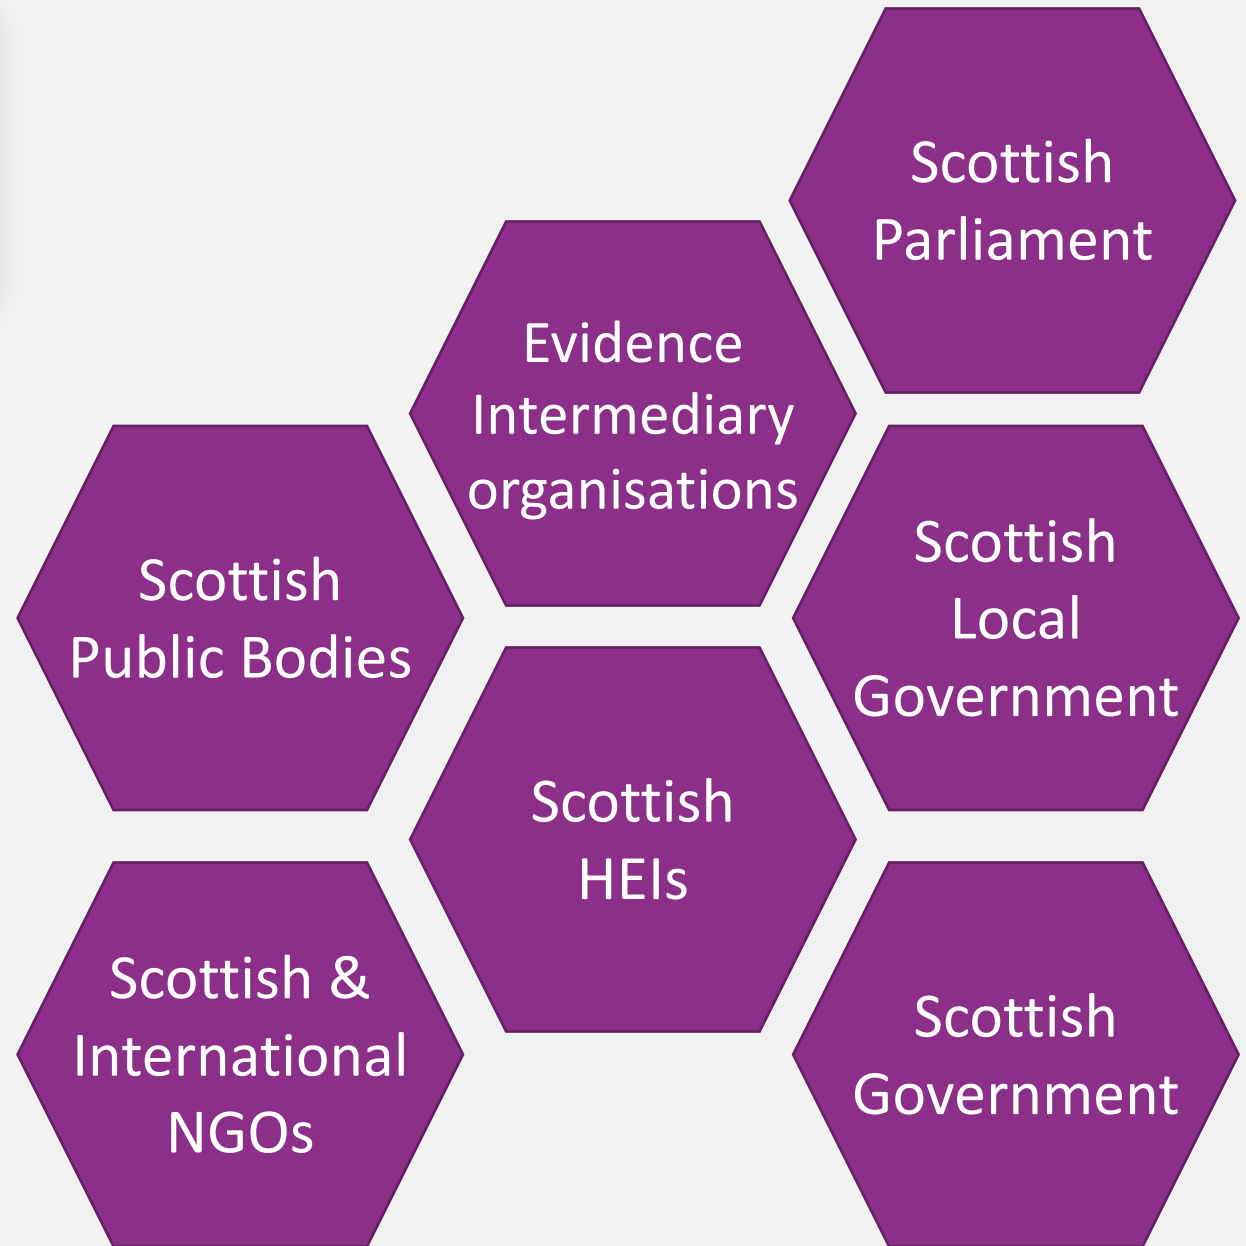 Scottish
Parliament
Evidence
Intermediary
organisations
Scottish
Public Bodies
Scottish
Local
Government
Scottish
HEIs
Scottish &
International
NGOs
Scottish
Government